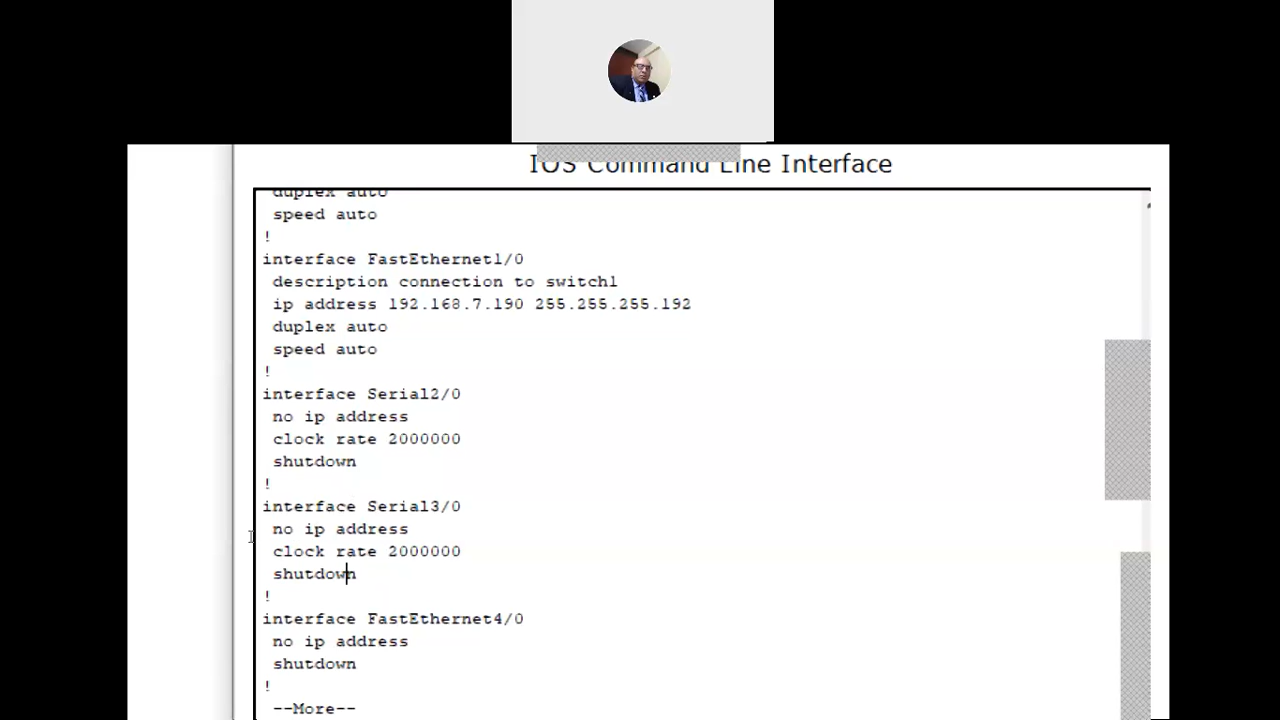 IOS Command Line Interface
duplex auto
speed auto
!
interface FastEthernet1/0
description connection to switch1
ip address 192.168.7.190 255.255.255.192
duplex auto
speed auto
!
interface Serial2/0
no ip address
clock rate 2000000
shutdown
!
interface Serial3/0
no ip address
clock rate 2000000
shutdown
!
interface FastEthernet4/0
no ip address
shutdown
!
--More--